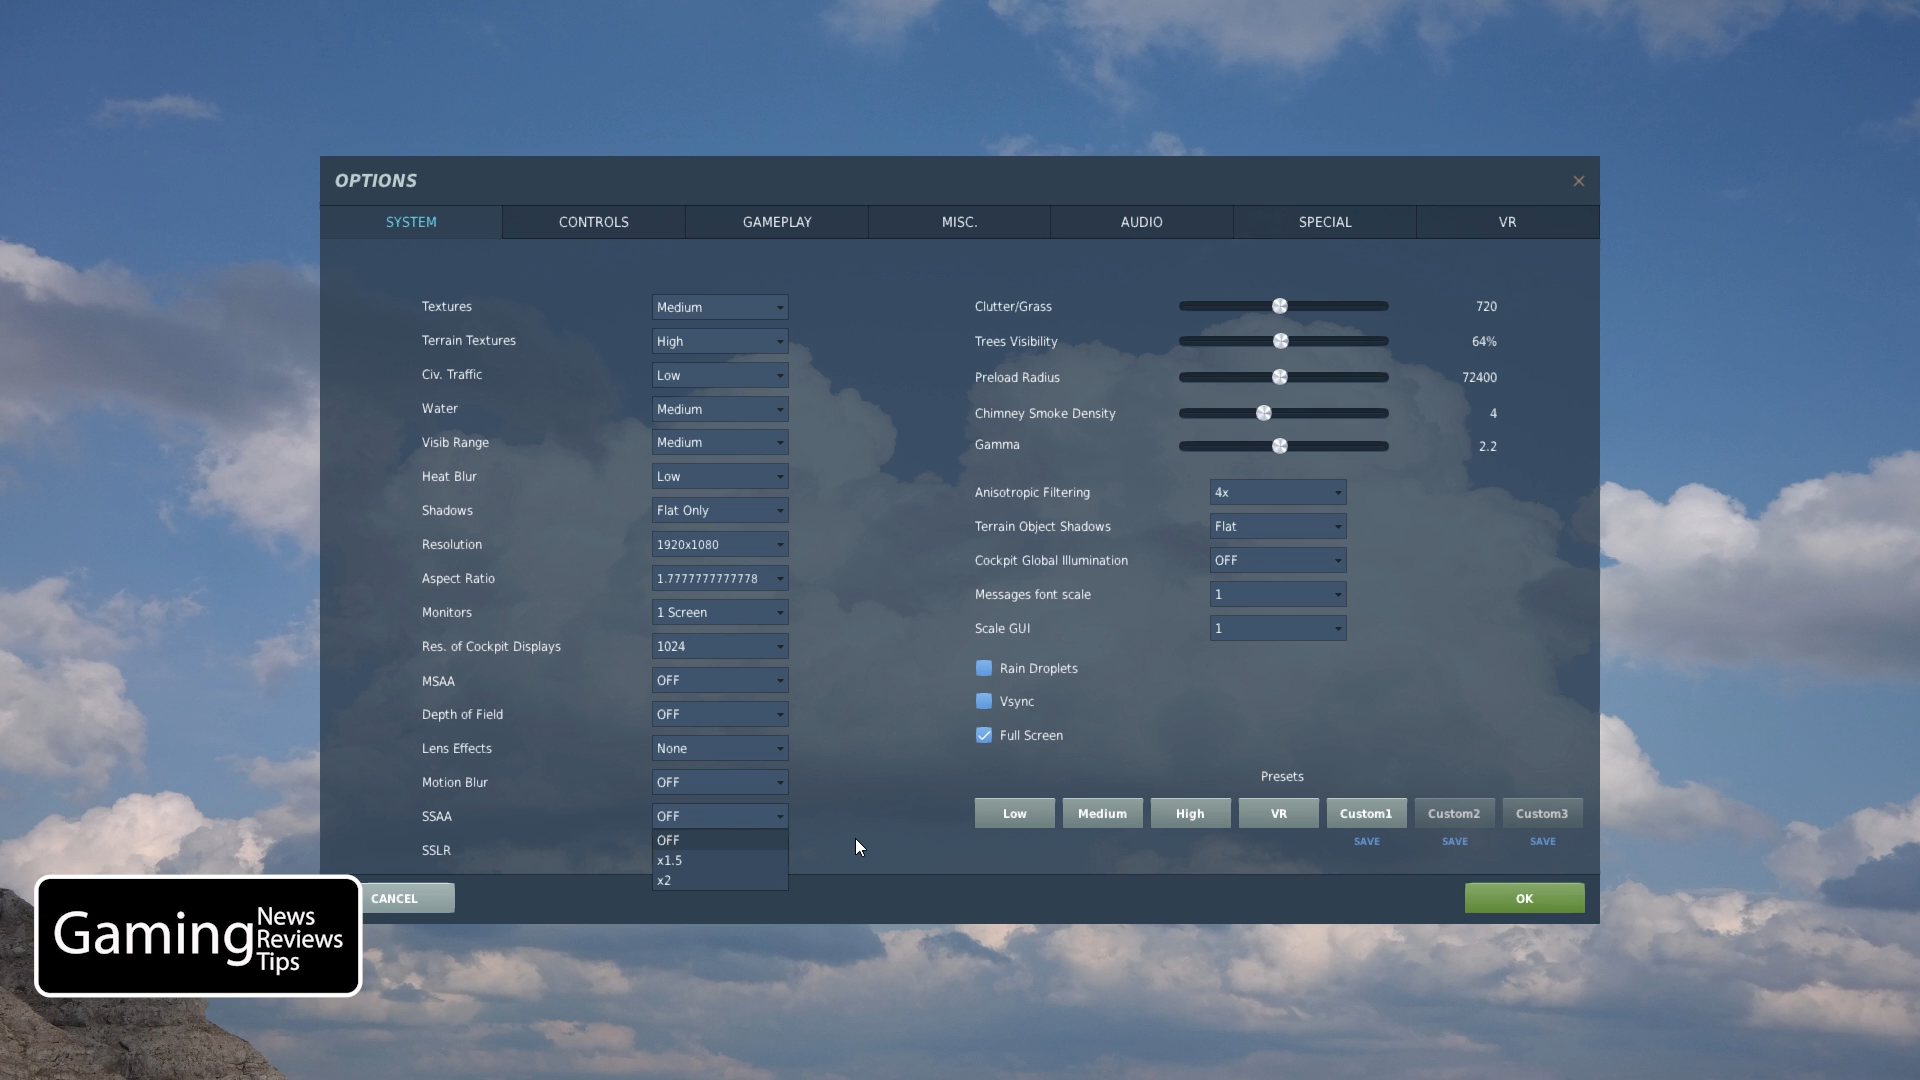 OPTIONS
SYSTEM CONTROLS GAMEPLAY MISC. AUDIO SPECIAL VR
Textures Medium
Terrain Textures High
Civ. Traffic Low
Water Medium
Visib Range Medium
Heat Blur Low
Shadows Flat Only
Resolution 1920x1080
Aspect Ratio 1.7777777777778
Monitors 1 Screen
Res. of Cockpit Displays 1024
MSAA OFF
Depth of Field OFF
Lens Effects None
Motion Blur OFF
SSAA OFF
OFF
SSLR
x1.5
x2
Clutter/Grass 720
Trees Visibility 64%
Preload Radius 72400
Chimney Smoke Density 4
Gamma 2.2
Anisotropic Filtering 4x
Terrain Object Shadows Flat
Cockpit Global Illumination OFF
Messages font scale 1
Scale GUI 1
Rain Droplets
Vsync
Full Screen
Presets
Low Medium High VR Custom1 Custom2 Custom3
SAVE SAVE SAVE
CANCEL OK
Gaming
News
Reviews
Tips